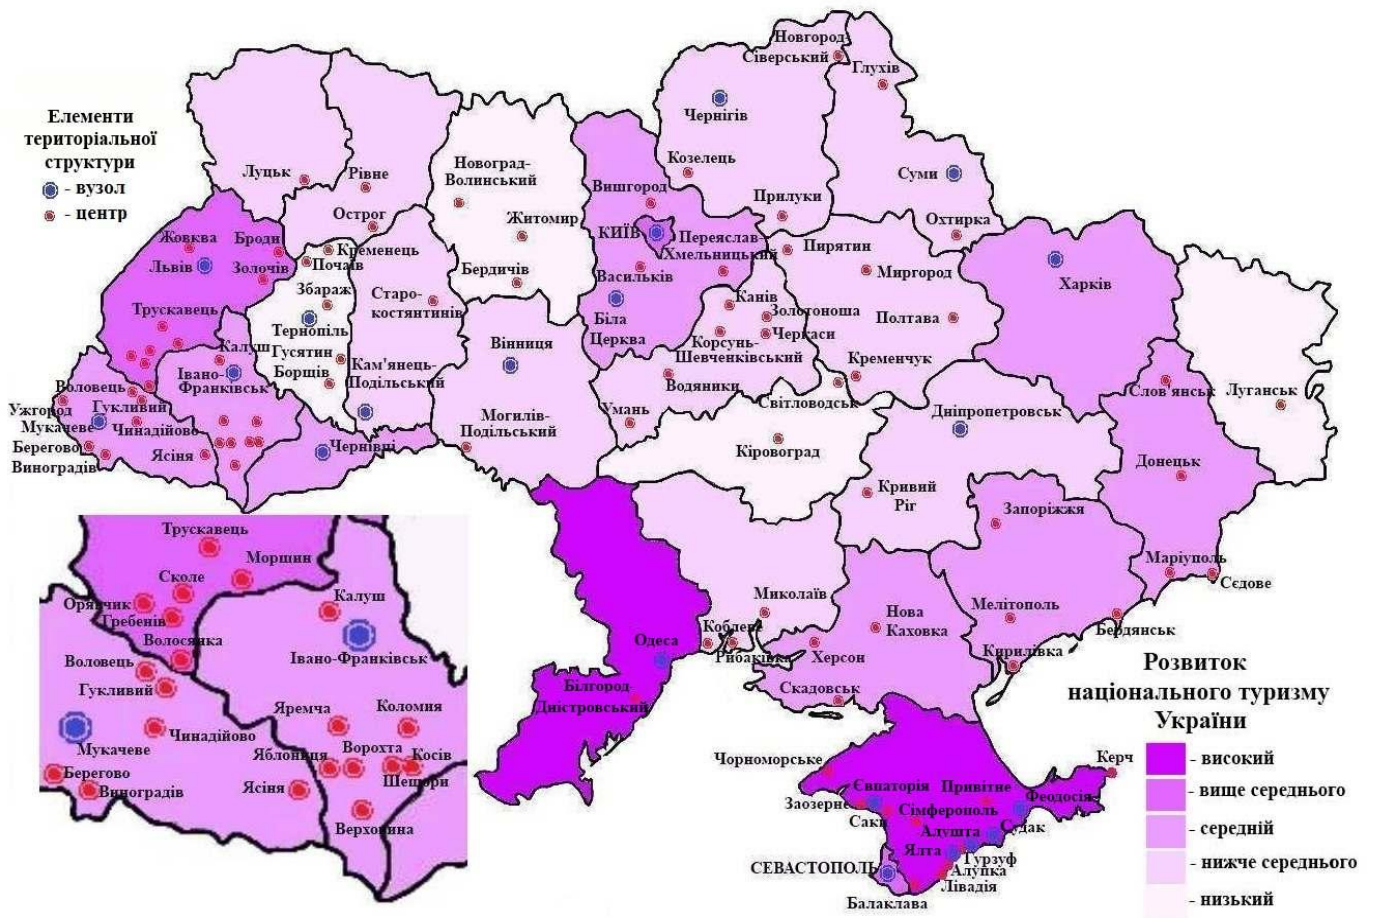 Елементи
територіальної
структури
- вузол
- центр
Новгород-
Сіверський
Глухів
Чернігів
Козелець
Прилуки
Суми
Охтирка
Луцьк
Рівне
Острог
Новоград-
Волинський
Житомир
Бердичів
Вишгород
КИЇВ
Переяслав-
Хмельницький
Васильків
Біла
Церква
Пирятин
Миргород
Полтава
Кременчук
Харків
Жовква
Броди
Львів
Золочів
Трускавець
Кременець
Почаїв
Збараж
Тернопіль
Гусятин
Борщів
Старо-
костянтинів
Кам'янець-
Подільський
Вінниця
Могилів-
Подільський
Канів
Золотоноша
Черкаси
Корсунь-
Шевченківський
Водяники
Умань
Світловодськ
Кіровоград
Дніпропетровськ
Кривий
Ріг
Слов'янськ
Луганськ
Донецьк
Маріуполь
Сєдове
Калуш
Івано-
Франківськ
Воловець
Ужгород
Гукливий
Мукачеве
Чинадійово
Берегово
Виноградів
Ясіня
Чернівці
Запоріжжя
Мелітополь
Бердянськ
Кирилівка
Миколаїв
Коблеве
Рибаківка
Нова
Каховка
Херсон
Скадовськ
Одеса
Білгород-
Дністровський
Трускавець
Моршин
Сколе
Орявчик
Гребенів
Волосянка
Калуш
Івано-Франківськ
Воловець
Гукливий
Мукачеве
Чинадійово
Берегово
Виноградів
Яремча
Коломия
Яблониця
Ворохта
Косів
Шешори
Ясіня
Верховина
Чорноморське
Керч
Євпаторія
Привітне
Феодосія
Заозерне
Саки
Сімферополь
Алушта
Судак
Ялта
Гурзуф
Алупка
Лівадія
СЕВАСТОПОЛЬ
Балаклава
Розвиток
національного туризму
України
- високий
- вище середнього
- середній
- нижче середнього
- низький